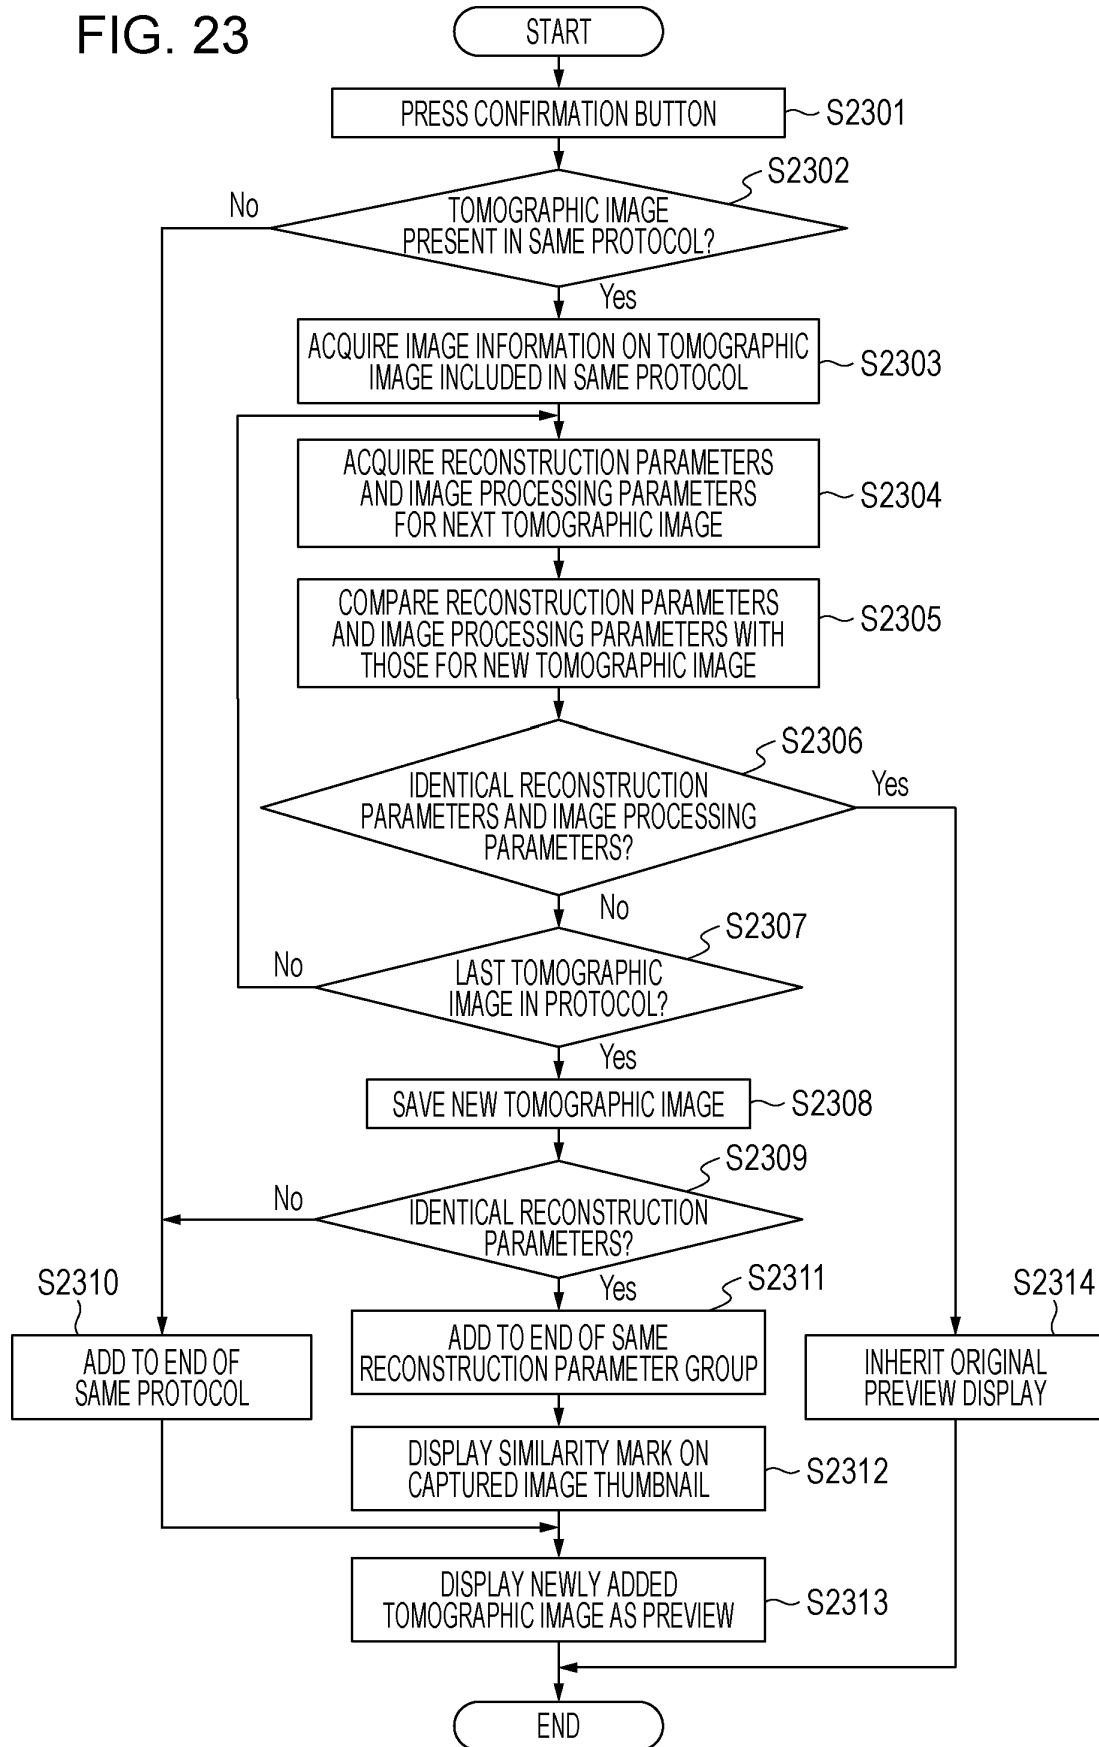 FIG. 23
START
PRESS CONFIRMATION BUTTON
S2301
S2302
No
TOMOGRAPHIC IMAGE
PRESENT IN SAME PROTOCOL?
Yes
ACQUIRE IMAGE INFORMATION ON TOMOGRAPHIC
IMAGE INCLUDED IN SAME PROTOCOL
S2303
ACQUIRE RECONSTRUCTION PARAMETERS
AND IMAGE PROCESSING PARAMETERS
FOR NEXT TOMOGRAPHIC IMAGE
S2304
COMPARE RECONSTRUCTION PARAMETERS
AND IMAGE PROCESSING PARAMETERS WITH
THOSE FOR NEW TOMOGRAPHIC IMAGE
S2305
S2306
IDENTICAL RECONSTRUCTION
PARAMETERS AND IMAGE PROCESSING
PARAMETERS?
Yes
No
S2307
No
LAST TOMOGRAPHIC
IMAGE IN PROTOCOL?
Yes
SAVE NEW TOMOGRAPHIC IMAGE
S2308
S2309
No
IDENTICAL RECONSTRUCTION
PARAMETERS?
Yes
S2310
S2311
S2314
ADD TO END OF
SAME PROTOCOL
ADD TO END OF SAME
RECONSTRUCTION PARAMETER GROUP
INHERIT ORIGINAL
PREVIEW DISPLAY
DISPLAY SIMILARITY MARK ON
CAPTURED IMAGE THUMBNAIL
S2312
DISPLAY NEWLY ADDED
TOMOGRAPHIC IMAGE AS PREVIEW
S2313
END